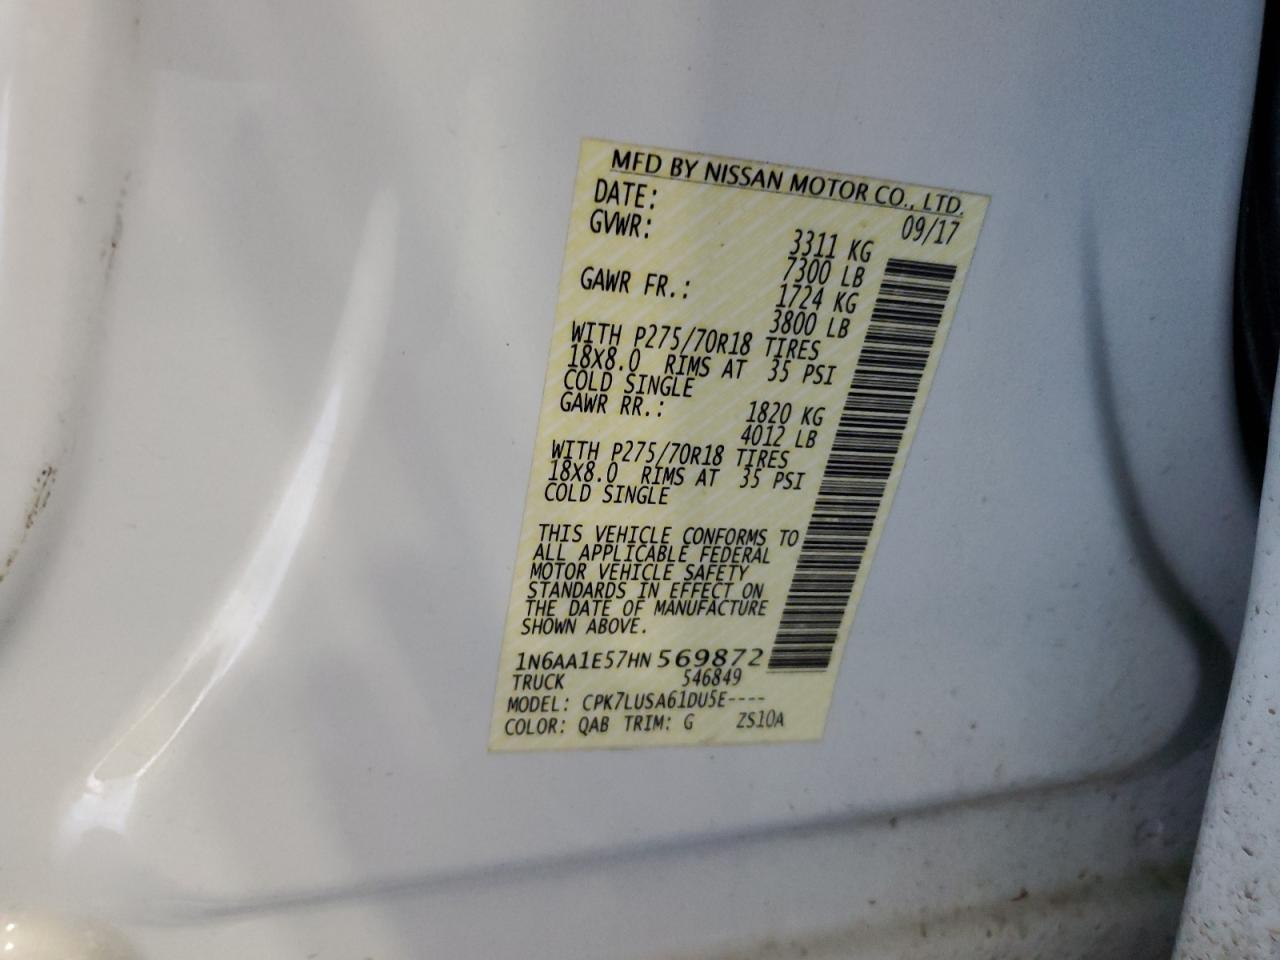 MFD BY NISSAN MOTOR CO., LTD.
DATE: 09/17
GVWR: 3311 KG
7300 LB
GAWR FR.: 1724 KG
3800 LB
WITH P275/70R18 TIRES
18X8.0 RIMS AT 35 PSI
COLD SINGLE
GAWR RR.: 1820 KG
4012 LB
WITH P275/70R18 TIRES
18X8.0 RIMS AT 35 PSI
COLD SINGLE
THIS VEHICLE CONFORMS TO
ALL APPLICABLE FEDERAL
MOTOR VEHICLE SAFETY
STANDARDS IN EFFECT ON
THE DATE OF MANUFACTURE
SHOWN ABOVE.
1N6AA1E57HN569872
TRUCK 546849
MODEL: CPK7LUSA61DU5E----
COLOR: QAB TRIM: G ZS10A